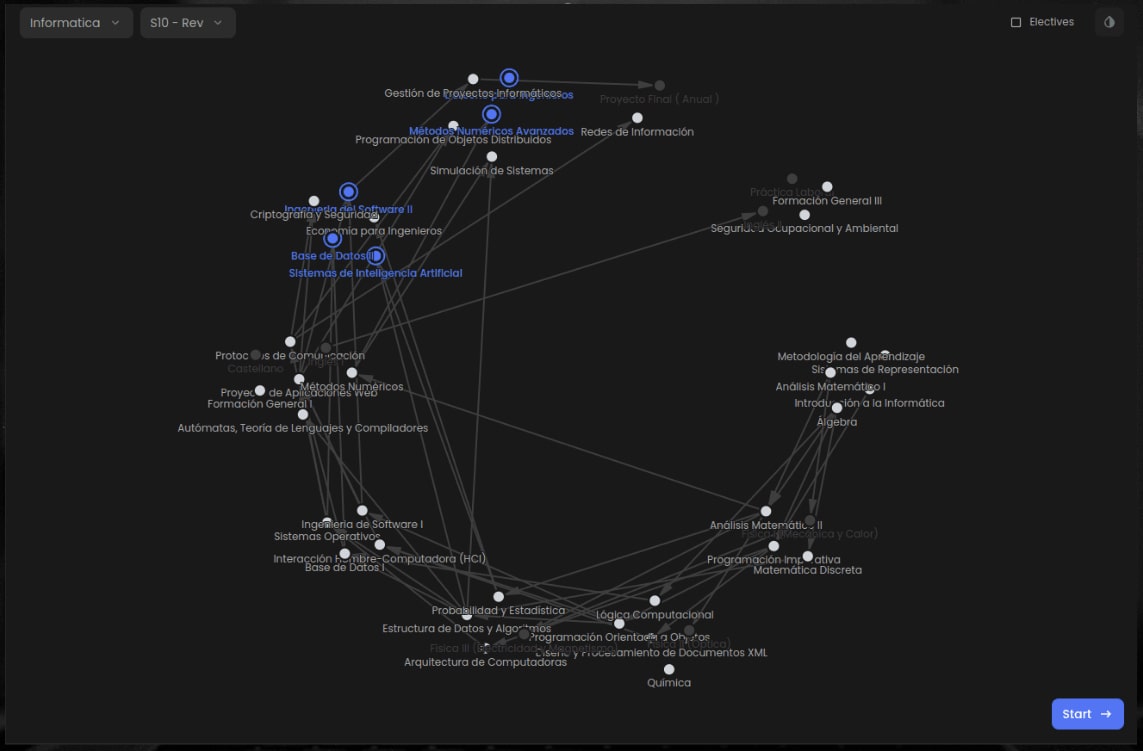 Informatica
S10 - Rev
Electives
Gestión de Proyectos Informáticos
para Ingenieros
Proyecto Final ( Anual )
Métodos Numéricos Avanzados
Redes de Información
Programación de Objetos Distribuidos
Simulación de Sistemas
Práctica Laboral
Formación General III
Ingeniería del Software II
Criptografía y Seguridad
Seguridad Ocupacional y Ambiental
Economía para Ingenieros
Base de Datos II
Sistemas de Inteligencia Artificial
Protocolos de Comunicación
Castellano
Metodología del Aprendizaje
Sistemas de Representación
Métodos Numéricos
Análisis Matemático I
Proyecto de Aplicaciones Web
Formación General I
Introducción a la Informática
Álgebra
Autómatas, Teoría de Lenguajes y Compiladores
Ingeniería de Software I
Análisis Matemático II
Sistemas Operativos
Interacción Hombre-Computadora (HCI)
Programación Imperativa
Base de Datos I
Matemática Discreta
Probabilidad y Estadística
Lógica Computacional
Estructura de Datos y Algoritmos
Programación Orientada a Objetos
Física III (Electricidad y Magnetismo)
Diseño y Procesamiento de Documentos XML
Arquitectura de Computadoras
Química
Start